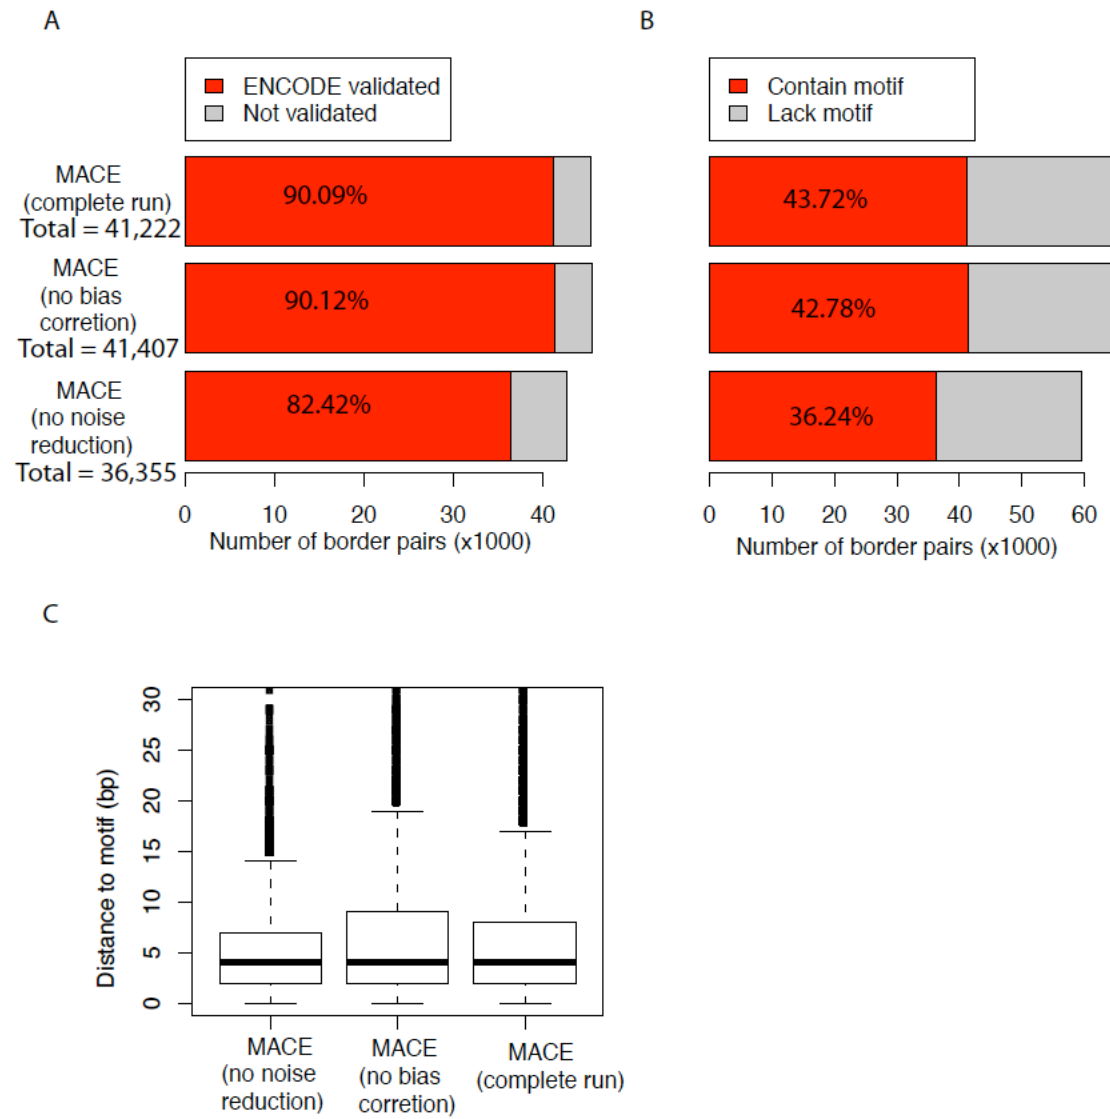 A
B
ENCODE validated
Not validated
Contain motif
Lack motif
MACE
(complete run)
Total = 41,222
90.09%
43.72%
MACE
(no bias
corretion)
Total = 41,407
90.12%
42.78%
MACE
(no noise
reduction)
Total = 36,355
82.42%
36.24%
0 10 20 30 40
Number of border pairs (x1000)
0 10 20 30 40 50 60
Number of border pairs (x1000)
C
Distance to motif (bp)
30
25
20
15
10
5
0
MACE
(no noise
reduction)
MACE
(no bias
corretion)
MACE
(complete run)